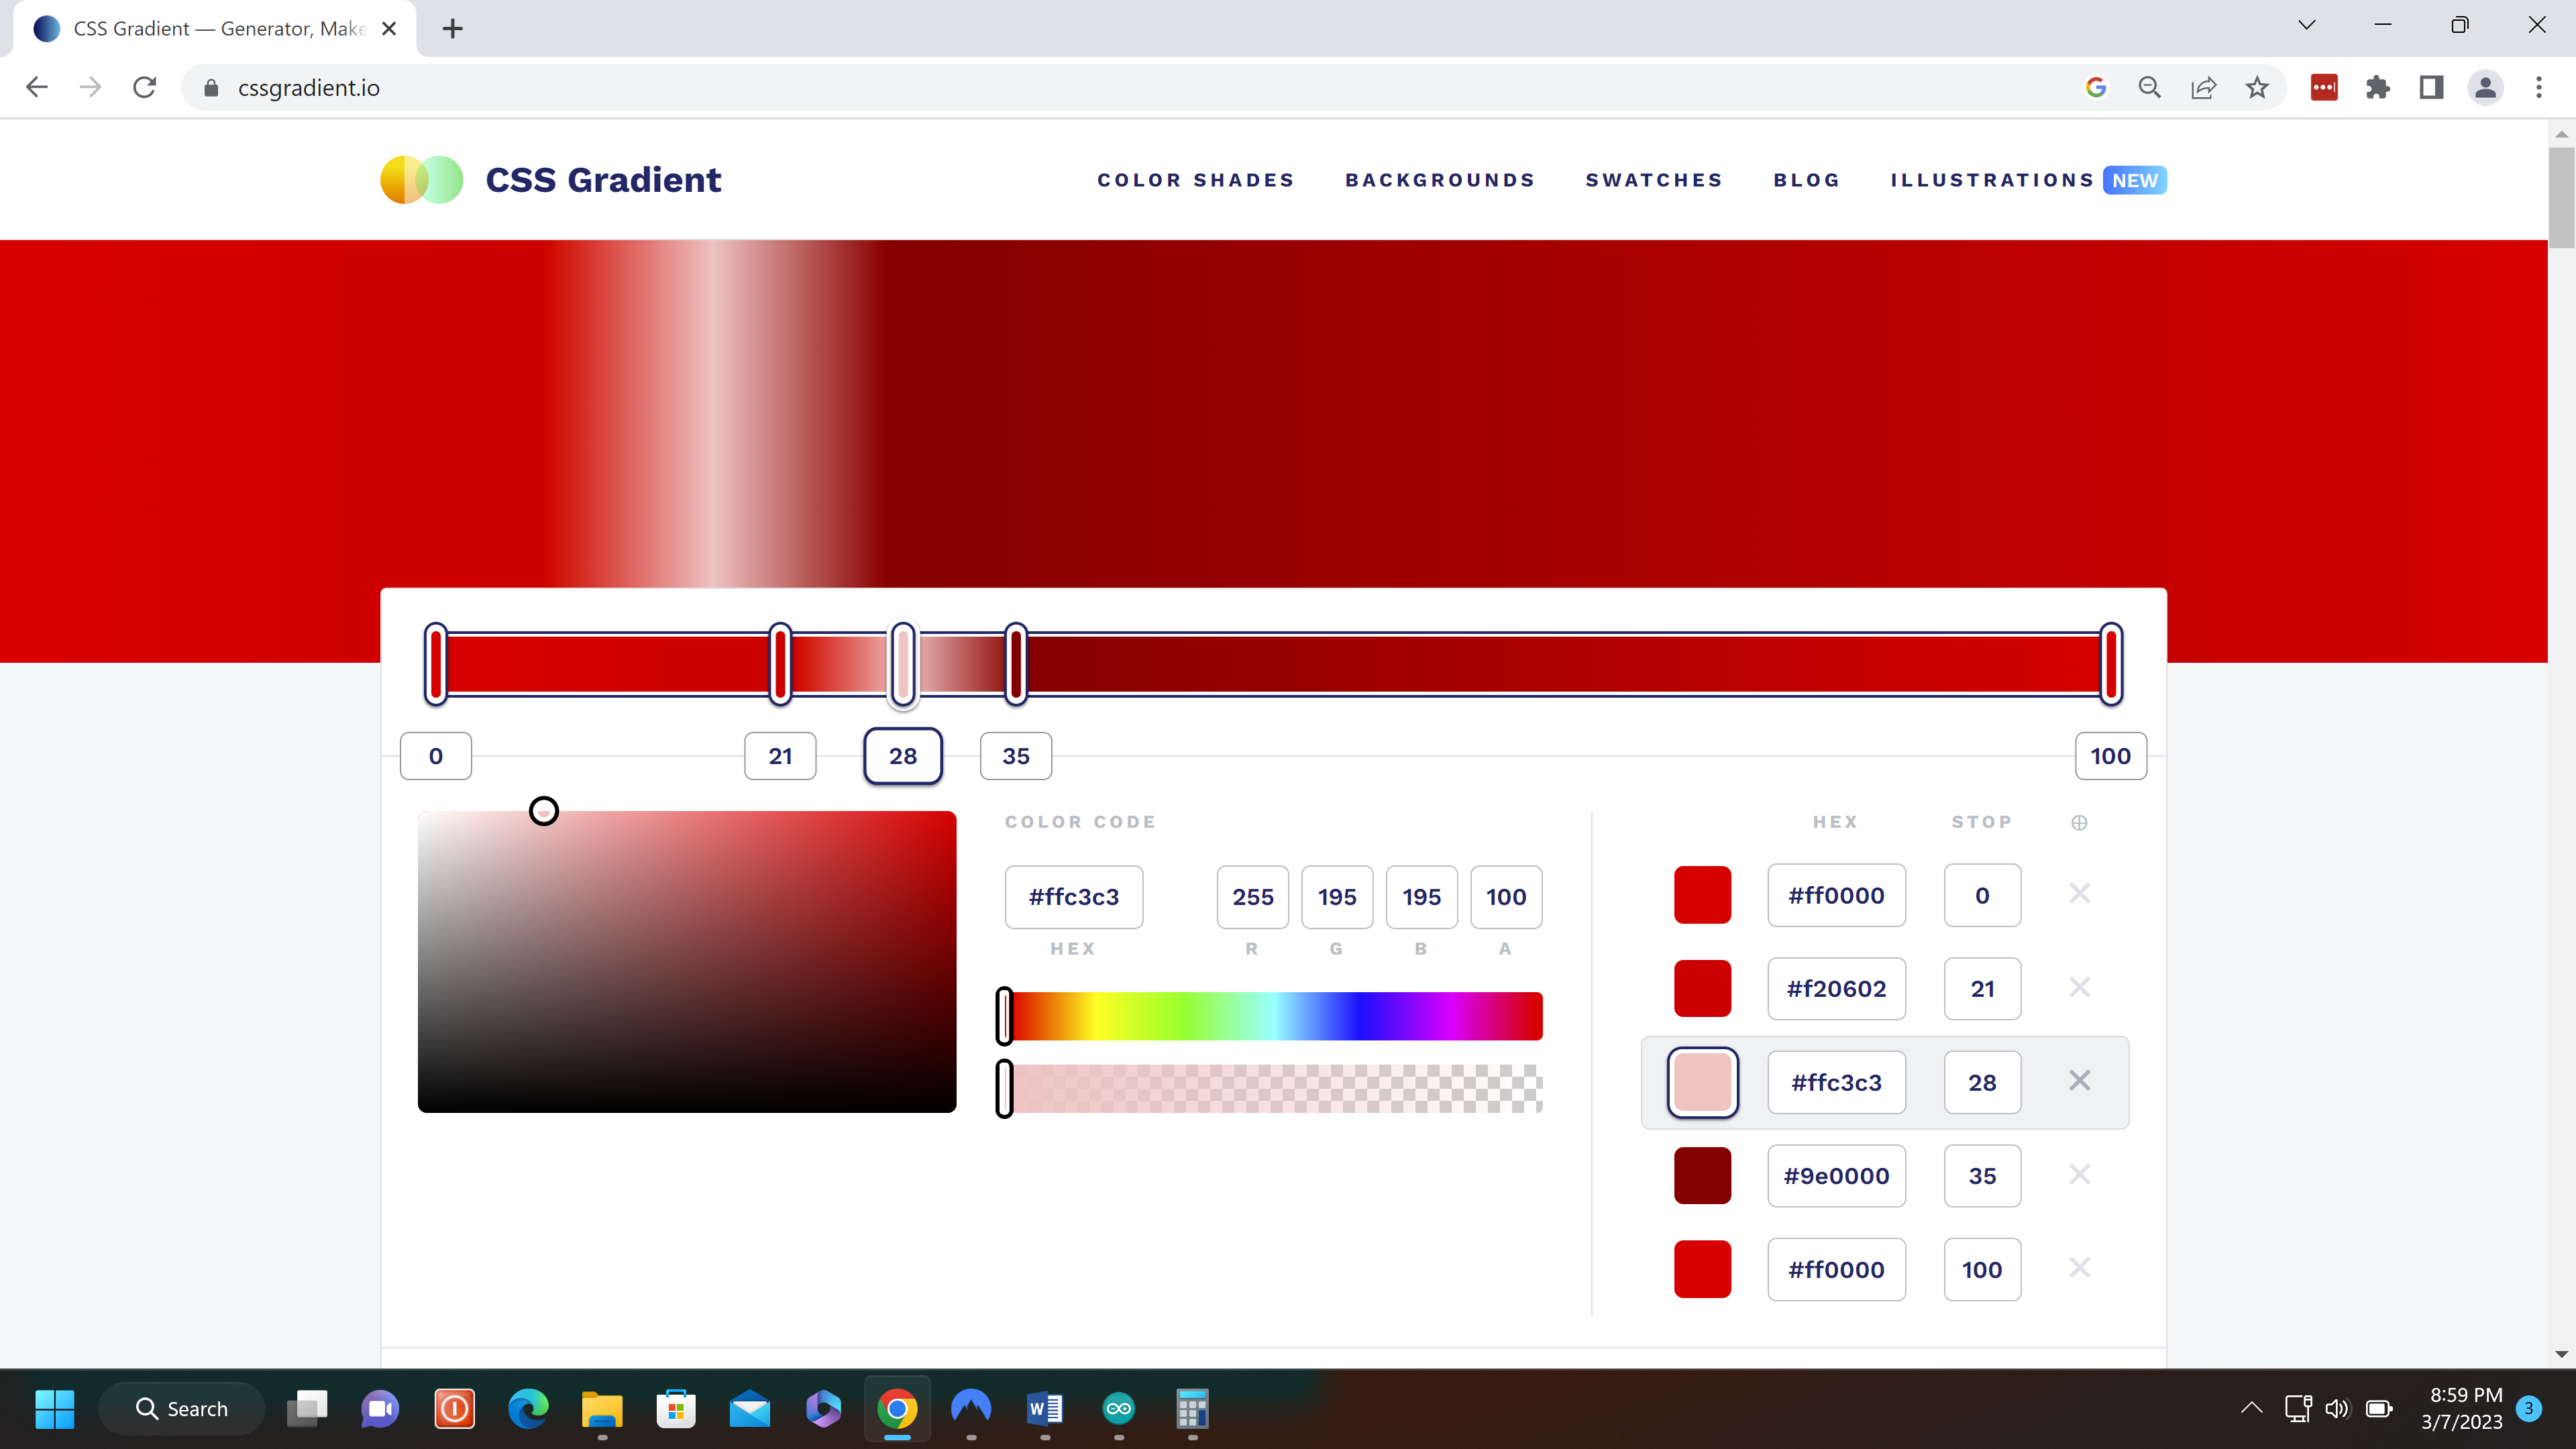 CSS Gradient — Generator, Make
cssgradient.io
CSS Gradient
COLOR SHADES BACKGROUNDS SWATCHES BLOG ILLUSTRATIONS NEW
0 21 28 35 100
COLOR CODE
#ffc3c3 255 195 195 100
HEX R G B A
HEX STOP
#ff0000 0
#f20602 21
#ffc3c3 28
#9e0000 35
#ff0000 100
Search
W
8:59 PM
3/7/2023
3